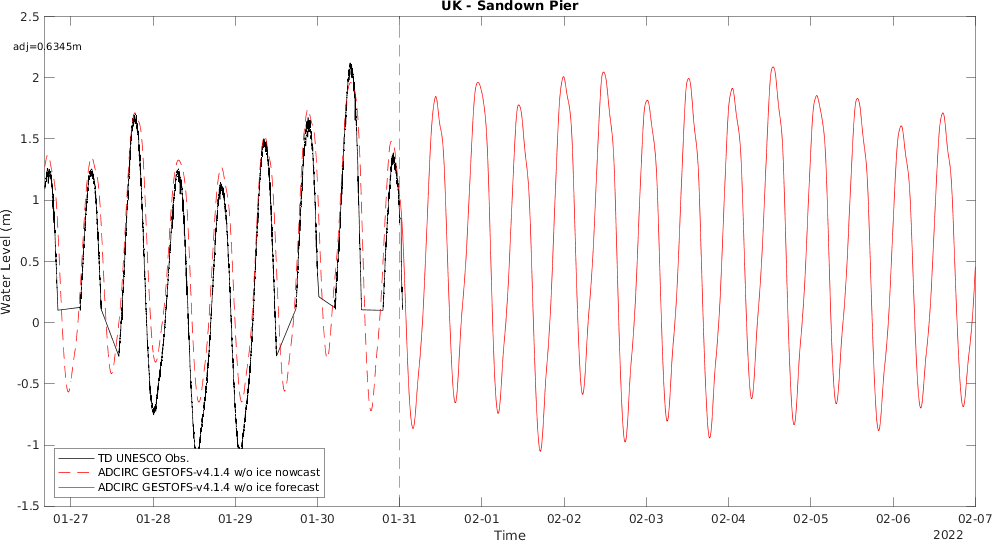 UK - Sandown Pier
adj=0.6345m
2.5
2
1.5
1
0.5
0
-0.5
-1
-1.5
Water Level (m)
TD UNESCO Obs.
ADCIRC GESTOFS-v4.1.4 w/o ice nowcast
ADCIRC GESTOFS-v4.1.4 w/o ice forecast
01-27 01-28 01-29 01-30 01-31 02-01 02-02 02-03 02-04 02-05 02-06 02-07
Time
2022